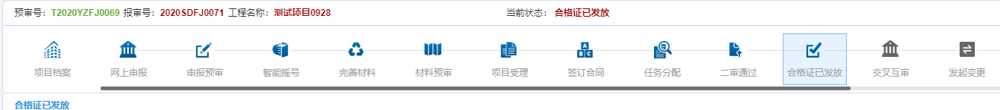 预审号：T2020YZFJ0069 报审号：2020SDFJ0071 工程名称：测试项目0928 当前状态：合格证已发放
A
B C
项目档案 网上申报 申报预审 智能摇号 完善材料 材料预审 项目受理 签订合同 任务分配 二审通过 合格证已发放 交叉互审 发起变更
合格证已发放